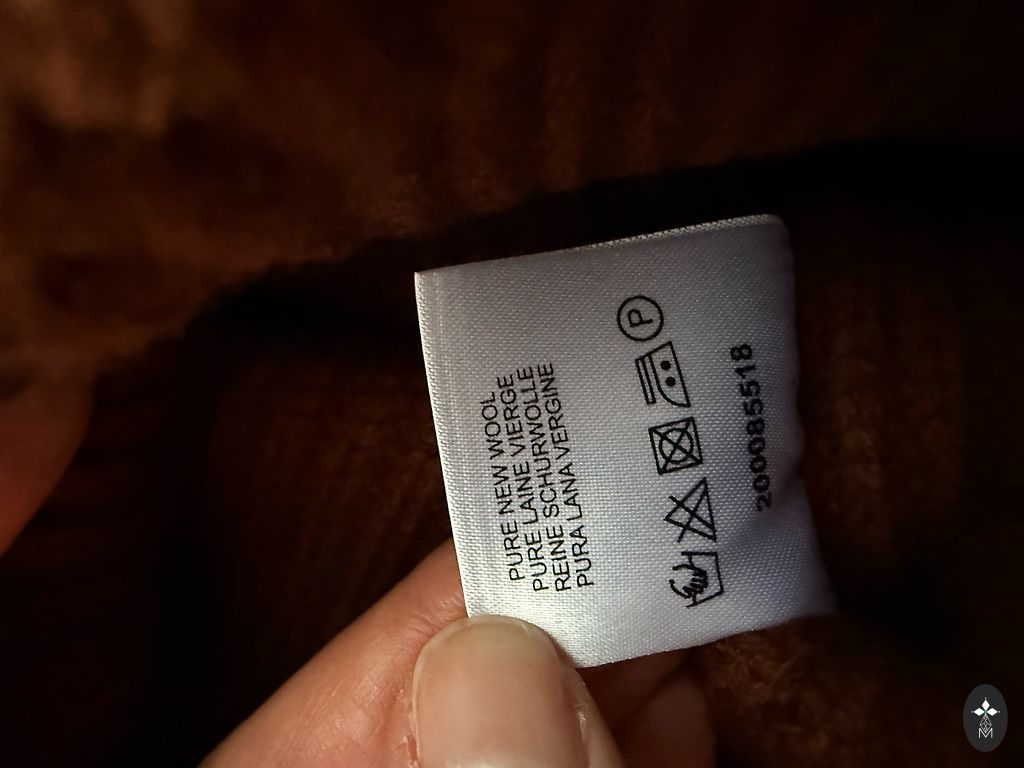 PURE NEW WOOL
PURE LAINE VIERGE
REINE SCHURWOLLE
PURA LANA VERGINE
P
200085518
M